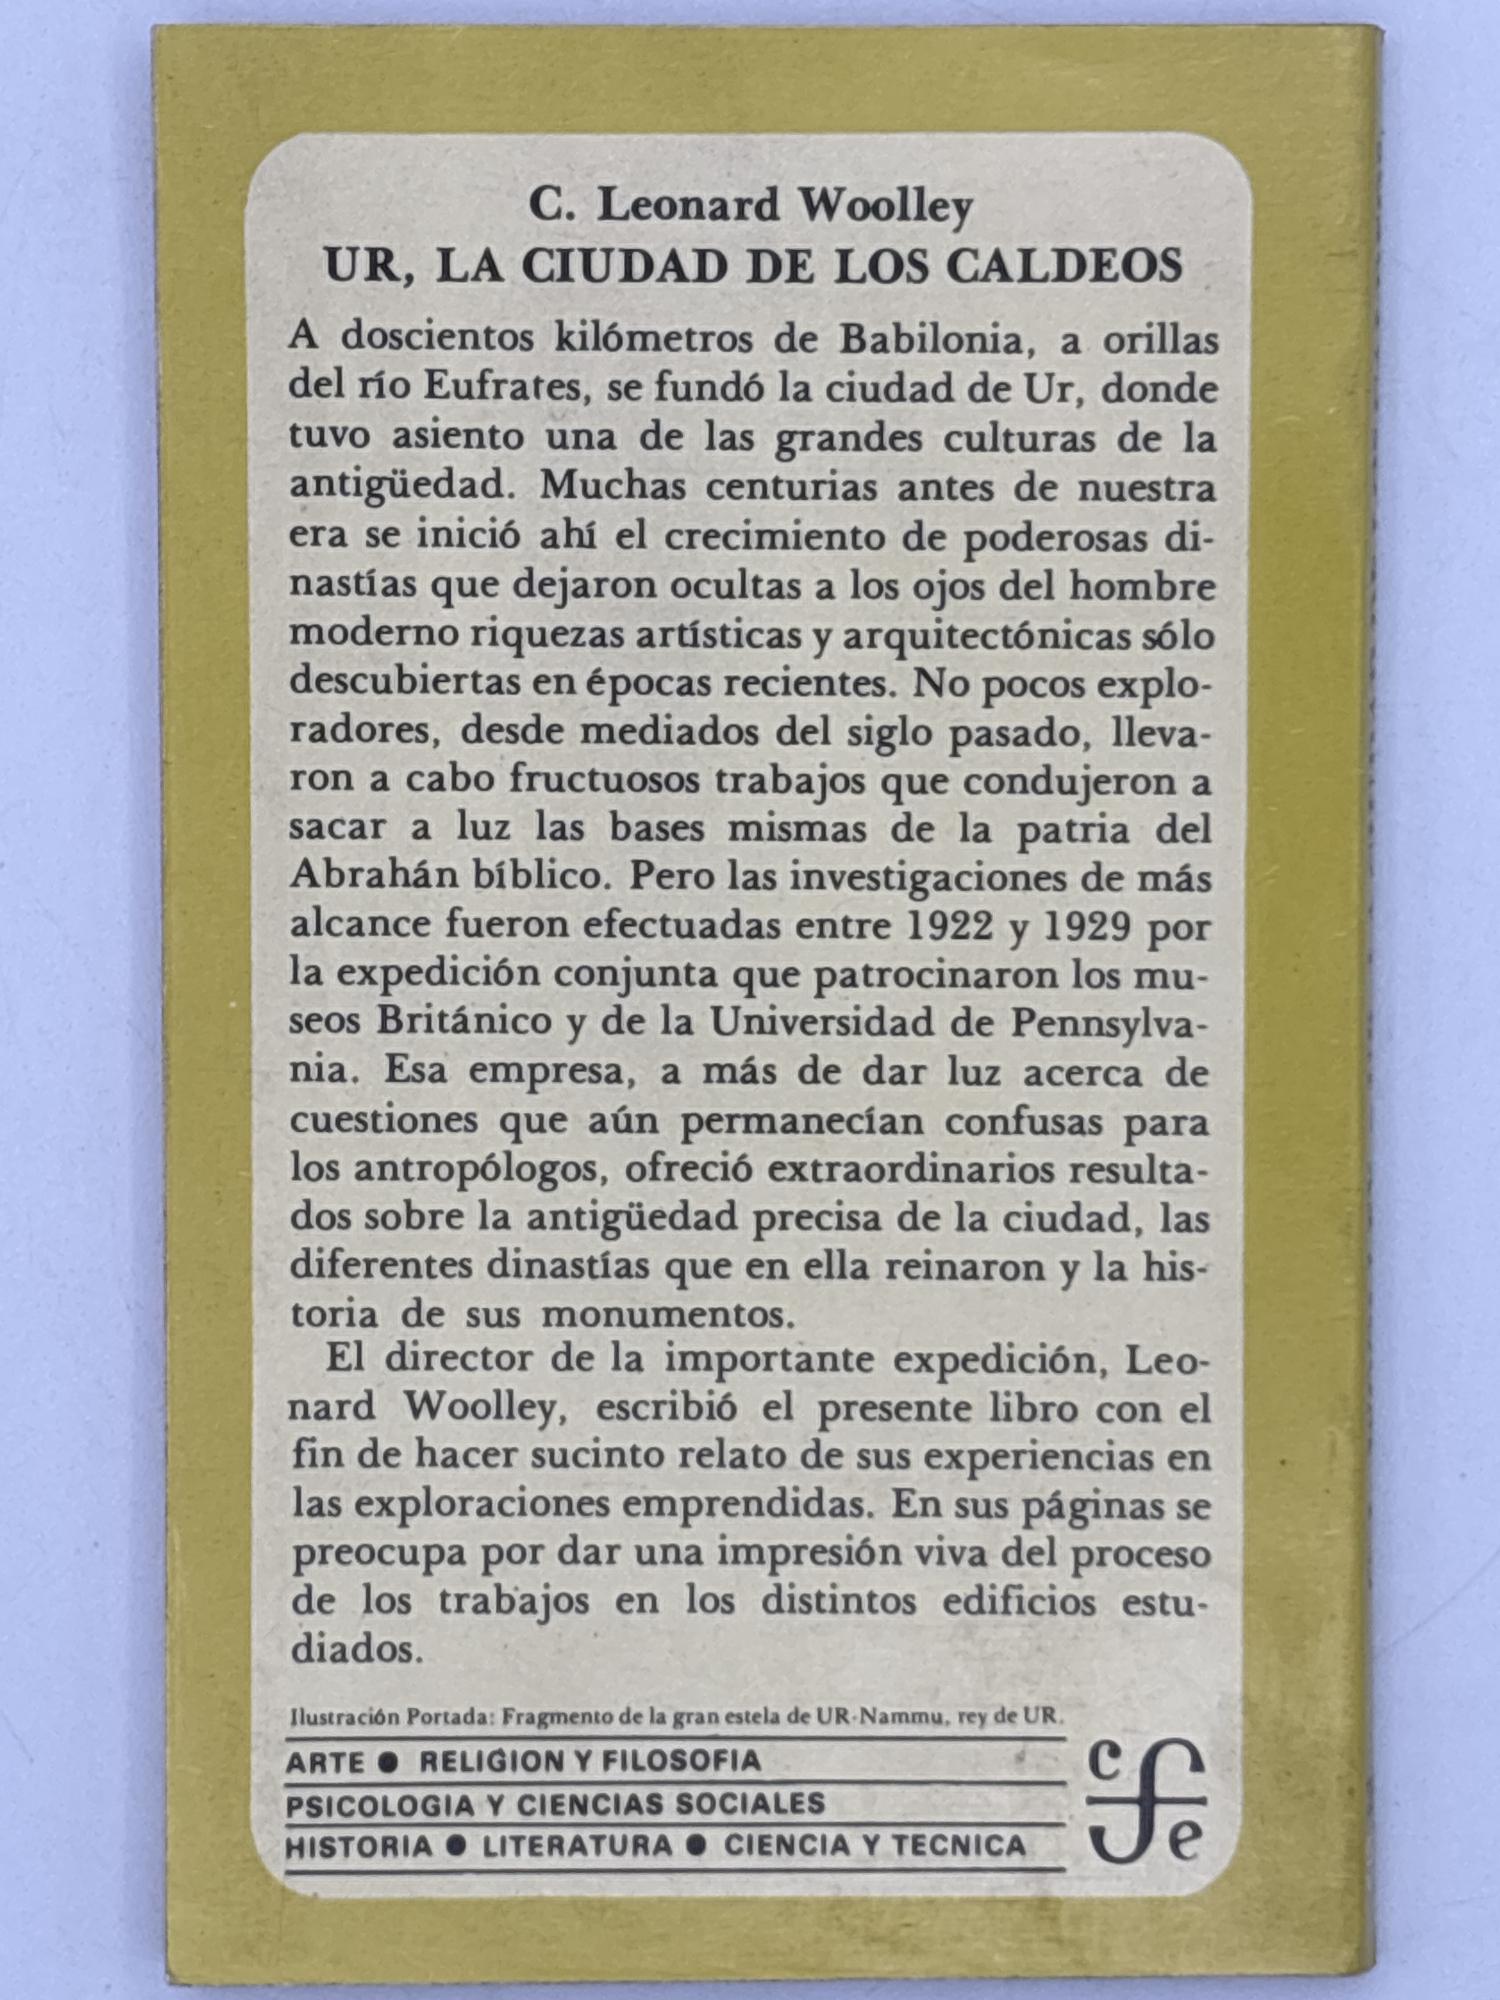 C. Leonard Woolley
UR, LA CIUDAD DE LOS CALDEOS
A doscientos kilómetros de Babilonia, a orillas
del río Eufrates, se fundó la ciudad de Ur, donde
tuvo asiento una de las grandes culturas de la
antigüedad. Muchas centurias antes de nuestra
era se inició ahí el crecimiento de poderosas di-
nastías que dejaron ocultas a los ojos del hombre
moderno riquezas artísticas y arquitectónicas sólo
descubiertas en épocas recientes. No pocos explo-
radores, desde mediados del siglo pasado, lleva-
ron a cabo fructuosos trabajos que condujeron a
sacar a luz las bases mismas de la patria del
Abrahán bíblico. Pero las investigaciones de más
alcance fueron efectuadas entre 1922 y 1929 por
la expedición conjunta que patrocinaron los mu-
seos Británico y de la Universidad de Pennsylva-
nia. Esa empresa, a más de dar luz acerca de
cuestiones que aún permanecían confusas para
los antropólogos, ofreció extraordinarios resulta-
dos sobre la antigüedad precisa de la ciudad, las
diferentes dinastías que en ella reinaron y la his-
toria de sus monumentos.
El director de la importante expedición, Leo-
nard Woolley, escribió el presente libro con el
fin de hacer sucinto relato de sus experiencias en
las exploraciones emprendidas. En sus páginas se
preocupa por dar una impresión viva del proceso
de los trabajos en los distintos edificios estu-
diados.
Ilustración Portada: Fragmento de la gran estela de UR-Nammu, rey de UR.
ARTE ● RELIGION Y FILOSOFIA
PSICOLOGIA Y CIENCIAS SOCIALES
HISTORIA ● LITERATURA ● CIENCIA Y TECNICA
cfe